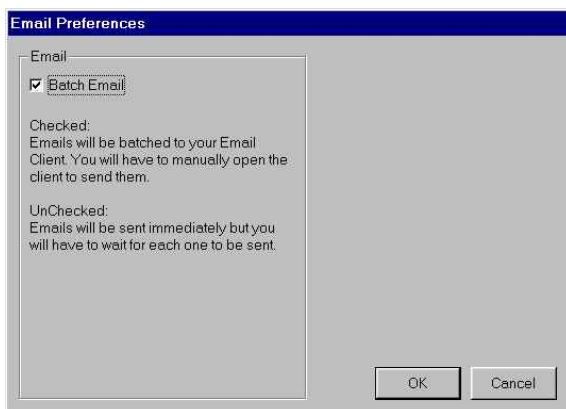 Email Preferences
Email
Batch Email
Checked:
Emails will be batched to your Email
Client. You will have to manually open the
client to send them.
UnChecked:
Emails will be sent immediately but you
will have to wait for each one to be sent.
OK
Cancel